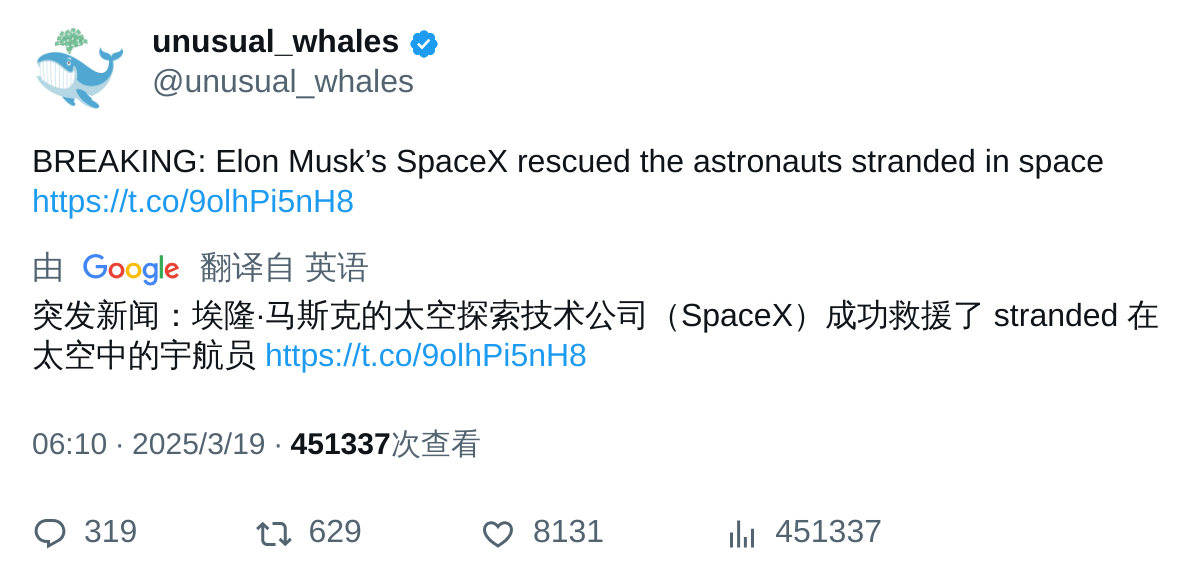 unusual_whales
@unusual_whales
BREAKING: Elon Musk’s SpaceX rescued the astronauts stranded in space
https://t.co/9olhPi5nH8
由 Google 翻译自 英语
突发新闻：埃隆·马斯克的太空探索技术公司（SpaceX）成功救援了 stranded 在
太空中的宇航员 https://t.co/9olhPi5nH8
06:10 · 2025/3/19 · 451337次查看
319 629 8131 451337